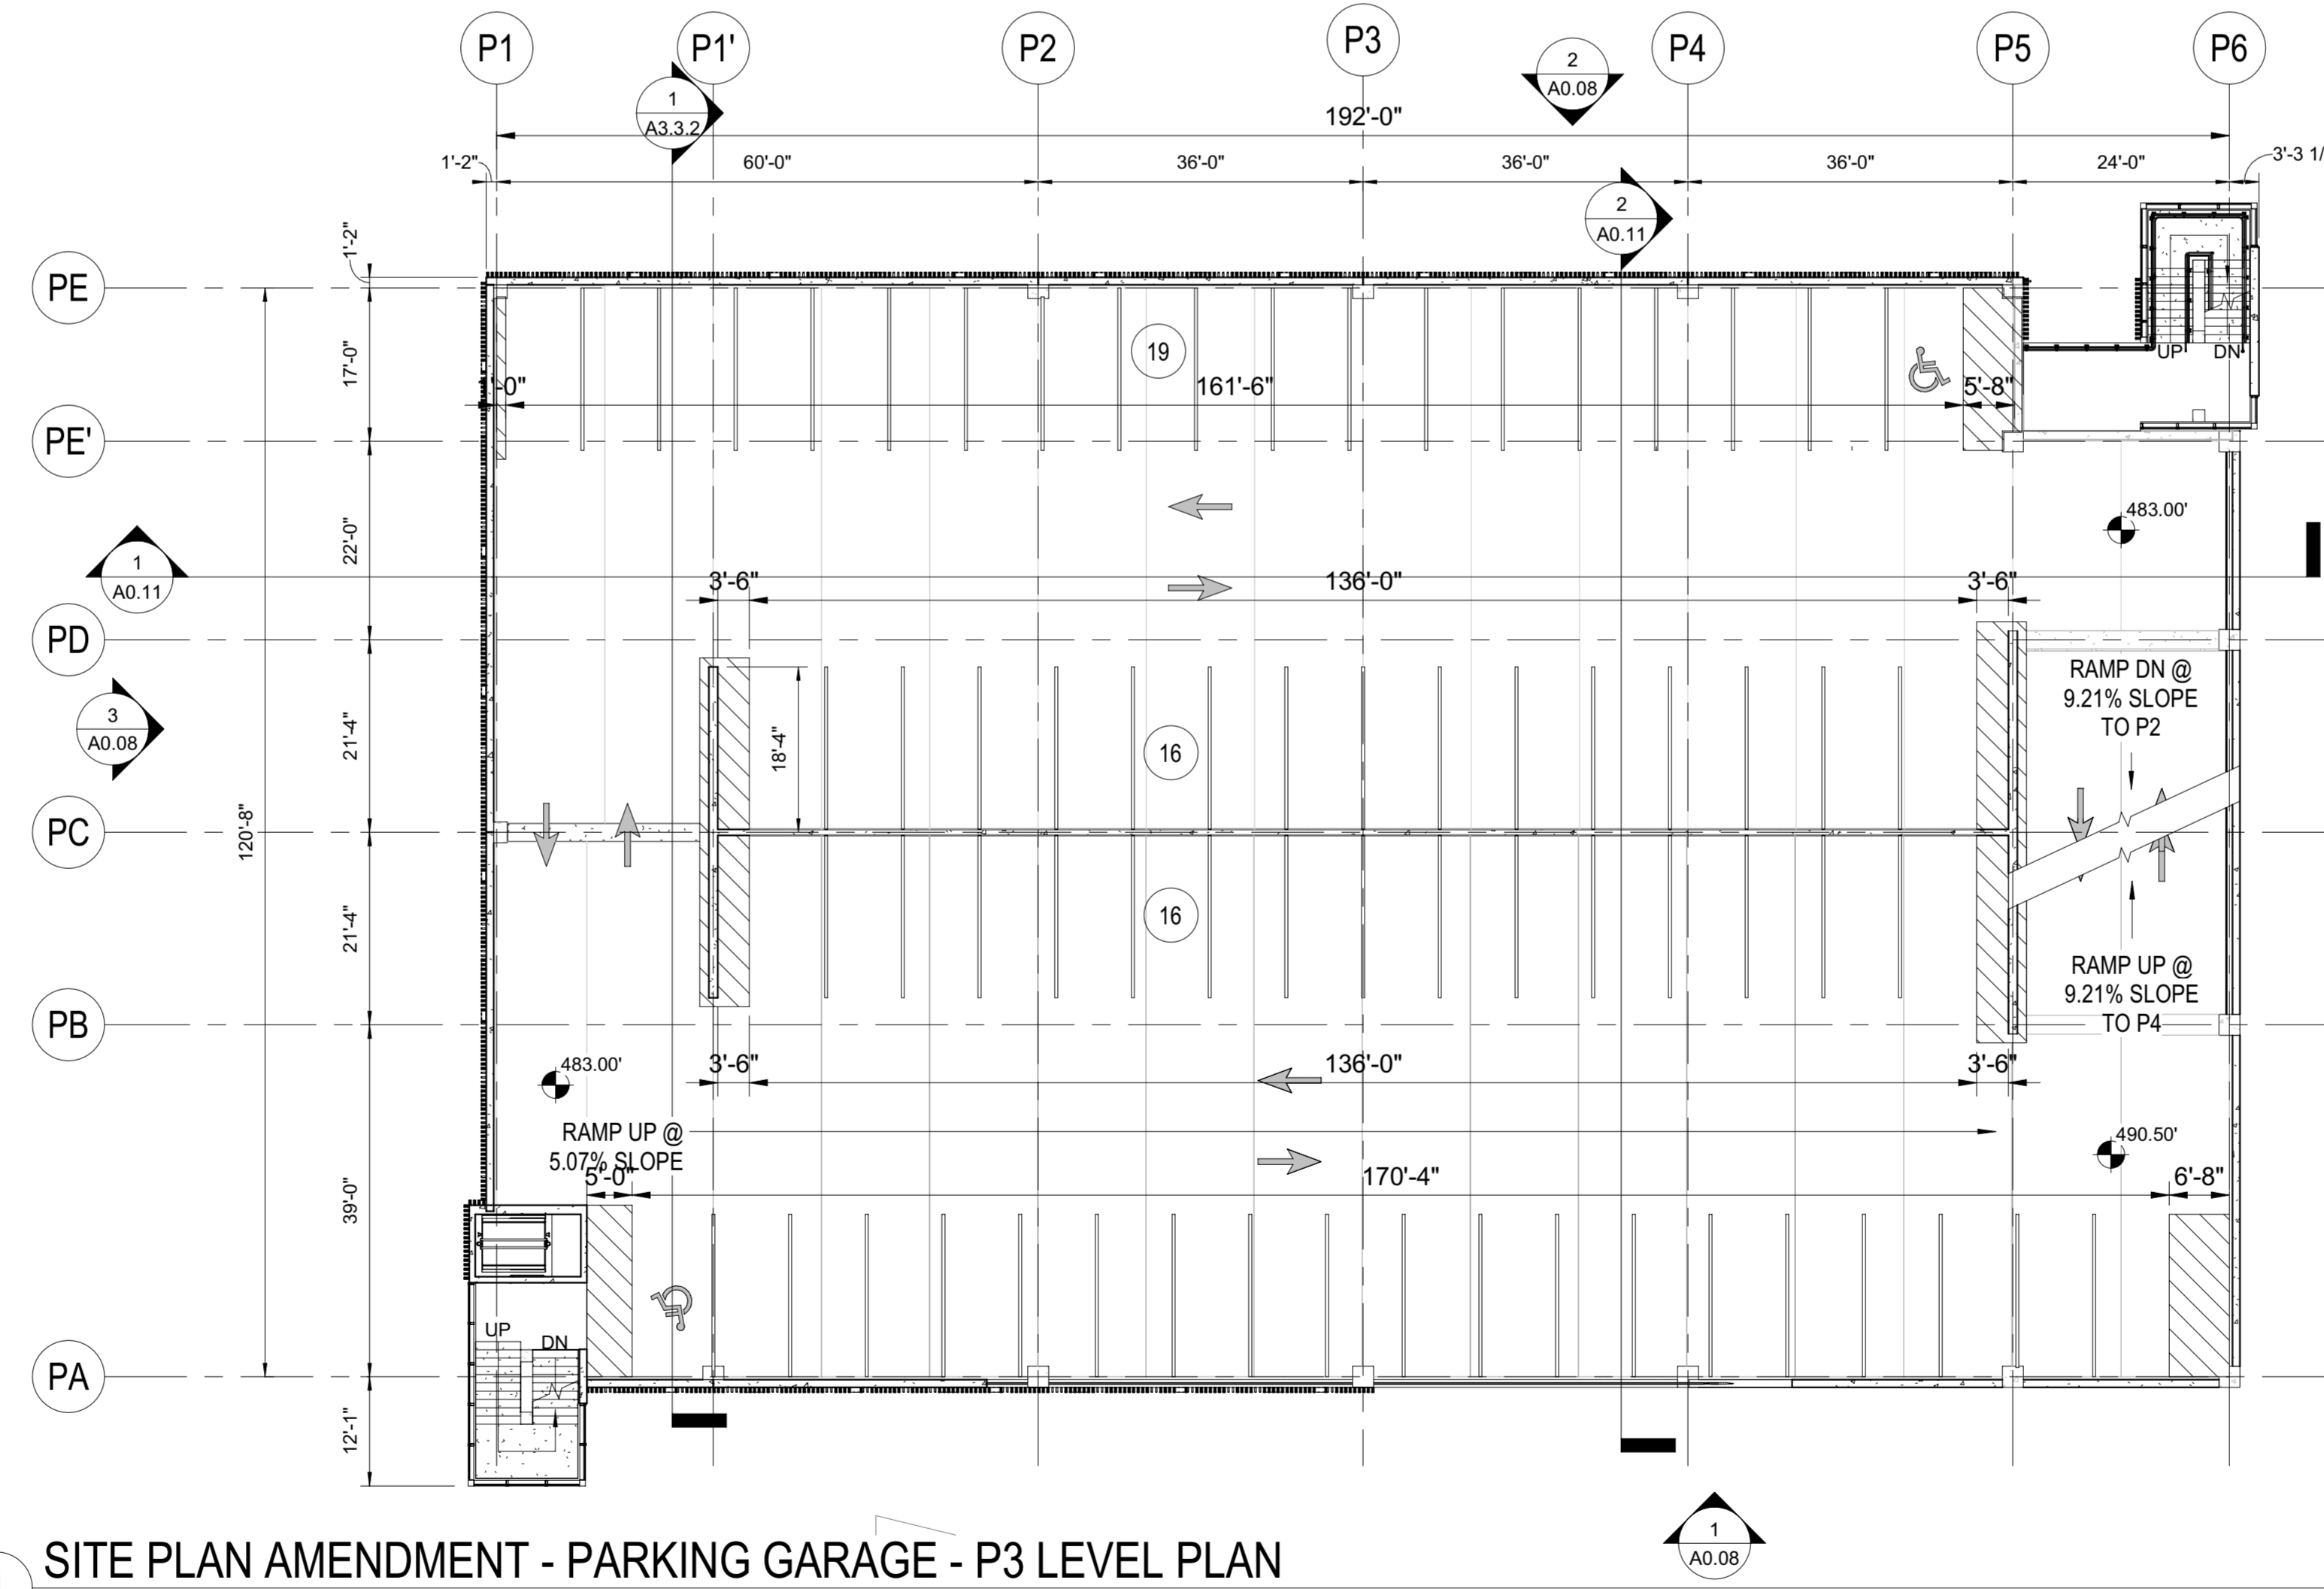 P1
P1'
P2
P3
P4
P5
P6
1
A3.3.2
2
A0.08
192'-0"
1'-2"
60'-0"
36'-0"
36'-0"
36'-0"
24'-0"
2
A0.11
1'-2"
PE
UP
DN
17'-0"
19
161'-6"
5'-8"
PE'
22'-0"
483.00'
1
A0.11
3'-6"
136'-0"
3'-6"
PD
RAMP DN @
9.21% SLOPE
TO P2
3
A0.08
21'-4"
18'-4"
16
120'-8"
PC
21'-4"
16
RAMP UP @
9.21% SLOPE
TO P4
PB
483.00'
3'-6"
136'-0"
3'-6"
RAMP UP @
5.07% SLOPE
490.50'
5'-0"
170'-4"
6'-8"
39'-0"
UP
DN
PA
12'-1"
1
A0.08
SITE PLAN AMENDMENT - PARKING GARAGE - P3 LEVEL PLAN